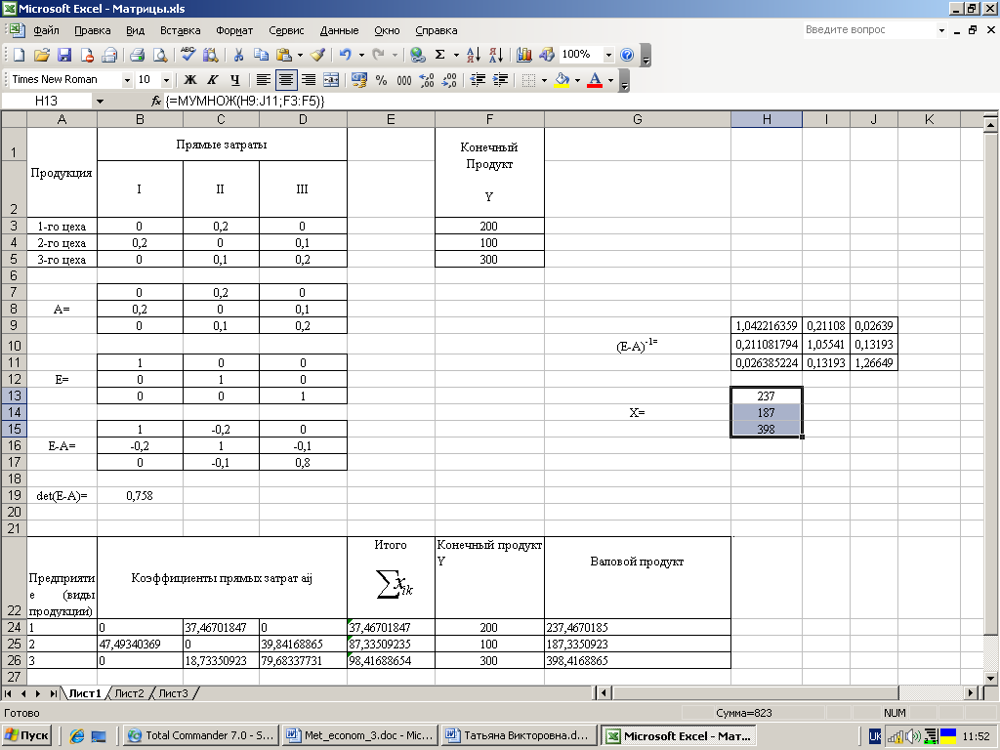 Microsoft Excel - Матрицы.xls
Файл Правка Вид Вставка Формат Сервис Данные Окно Справка Введите вопрос
100%
Times New Roman 10 Ж К Ч % 000
H13 fx {=МУМНОЖ(H9:J11;F3:F5)}
A B C D E F G H I J K
1 Прямые затраты Конечный
Продукт
Продукция
2 I II III Y
3 1-го цеха 0 0,2 0 200
4 2-го цеха 0,2 0 0,1 100
5 3-го цеха 0 0,1 0,2 300
6
7 0 0,2 0
8 A= 0,2 0 0,1
9 0 0,1 0,2 1,042216359 0,21108 0,02639
10 (E-A)-1= 0,211081794 1,05541 0,13193
11 1 0 0 0,026385224 0,13193 1,26649
12 E= 0 1 0
13 0 0 1 237
14 X= 187
15 1 -0,2 0 398
16 E-A= -0,2 1 -0,1
17 0 -0,1 0,8
18
19 det(E-A)= 0,758
20
21
Итого Конечный продукт
Y
Валовой продукт
Предприяти
е (виды
22 продукции) Коэффициенты прямых затрат aij ∑xik
24 1 0 37,46701847 0 37,46701847 200 237,4670185
25 2 47,49340369 0 39,84168865 87,33509235 100 187,3350923
26 3 0 18,73350923 79,68337731 98,41688654 300 398,4168865
27
Лист1 Лист2 Лист3
Готово Сумма=823 NUM
Пуск Total Commander 7.0 - S... Met_econom_3.doc - Mic... Татьяна Викторовна.d... Microsoft Excel - Мат... UK 11:52